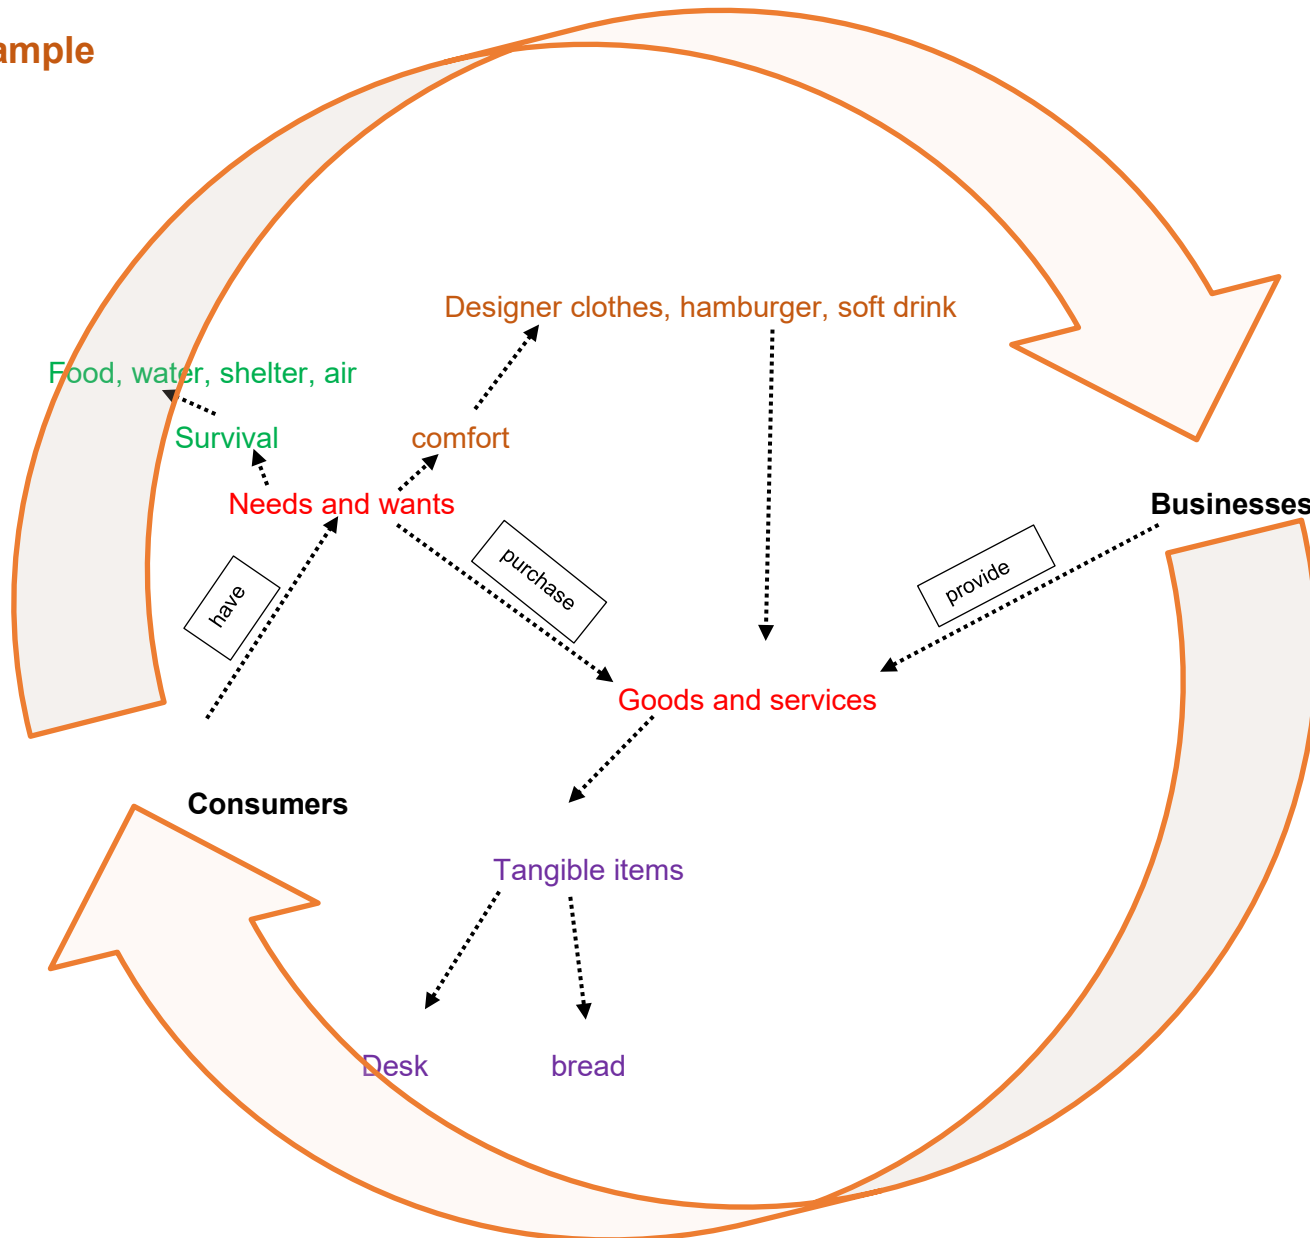 ample
Designer clothes, hamburger, soft drink
Food, water, shelter, air
Survival
comfort
Needs and wants
Businesses
have
purchase
provide
Goods and services
Consumers
Tangible items
Desk
bread